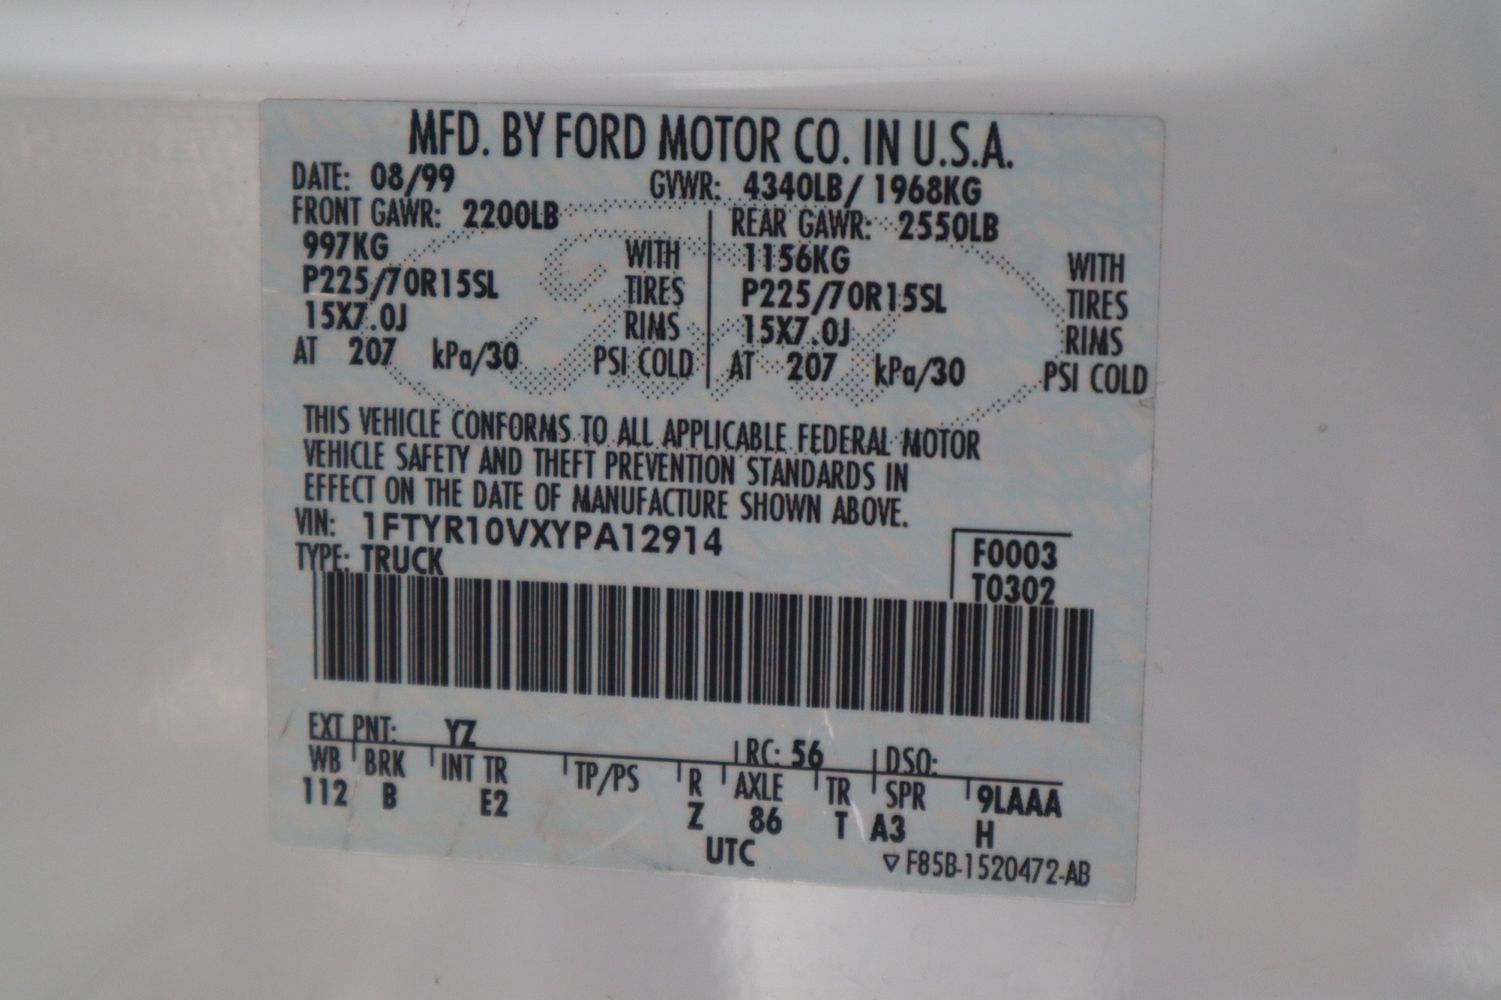 MFD. BY FORD MOTOR CO. IN U.S.A.
DATE: 08/99 GVWR: 4340LB/ 1968KG
FRONT GAWR: 2200LB REAR GAWR: 2550LB
997KG WITH 1156KG WITH
P225/70R15SL TIRES P225/70R15SL TIRES
15X7.0J RIMS 15X7.0J RIMS
AT 207 kPa/30 PSI COLD AT 207 kPa/30 PSI COLD
THIS VEHICLE CONFORMS TO ALL APPLICABLE FEDERAL MOTOR
VEHICLE SAFETY AND THEFT PREVENTION STANDARDS IN
EFFECT ON THE DATE OF MANUFACTURE SHOWN ABOVE.
VIN: 1FTYR10VXYPA12914 F0003
TYPE: TRUCK T0302
EXT PNT: YZ RC: 56 DSO:
WB BRK INT TR TP/PS R AXLE TR SPR 9LAAA
112 B E2 Z 86 T A3 H
UTC ▽ F85B-1520472-AB